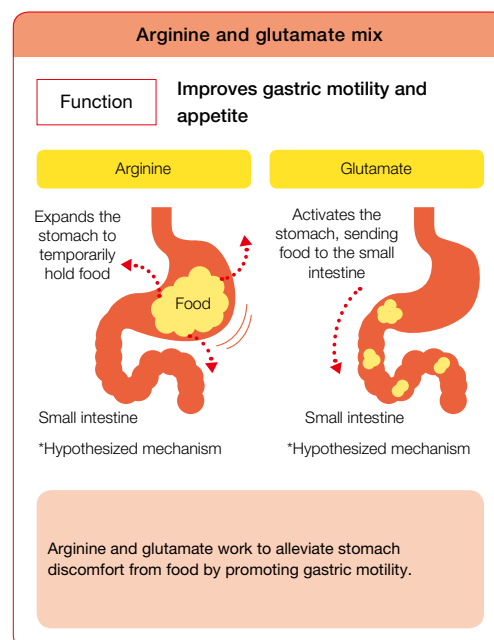 Arginine and glutamate mix
Function
Improves gastric motility and
appetite
Arginine
Expands the
stomach to
temporarily
hold food
Food
Small intestine
*Hypothesized mechanism
Glutamate
Activates the
stomach, sending
food to the small
intestine
Small intestine
*Hypothesized mechanism
Arginine and glutamate work to alleviate stomach
discomfort from food by promoting gastric motility.